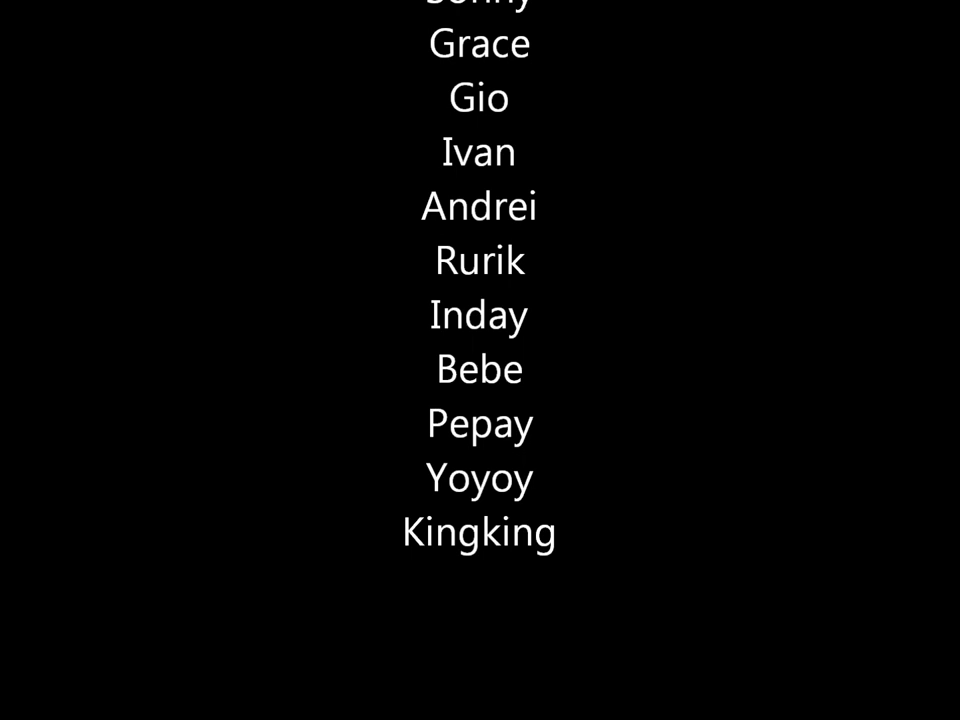 Grace
Gio
Ivan
Andrei
Rurik
Inday
Bebe
Pepay
Yoyoy
Kingking